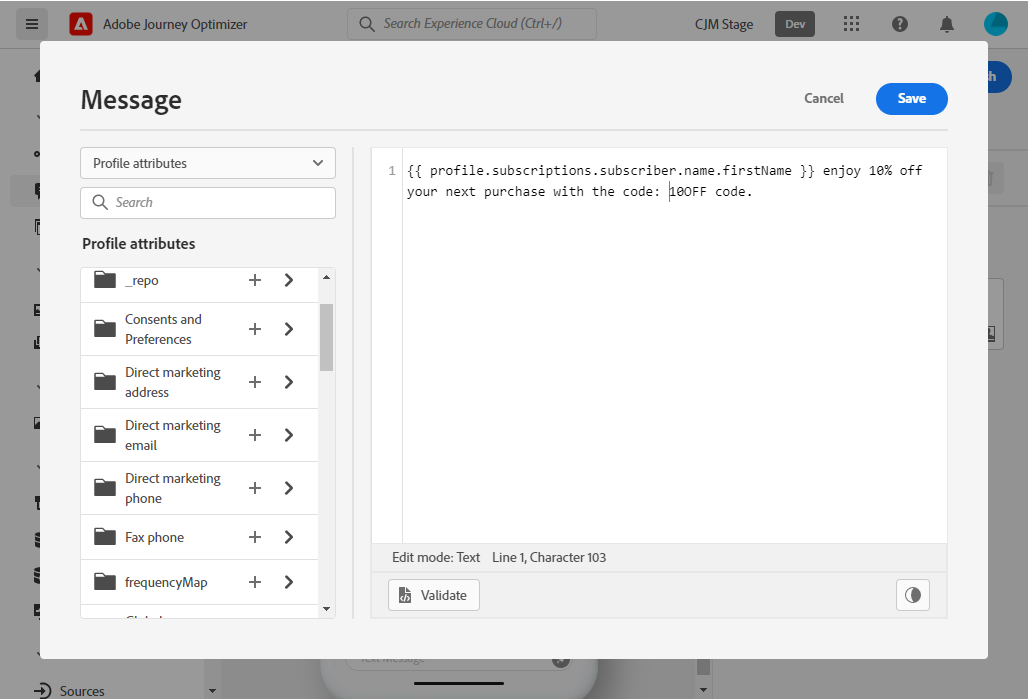 Adobe Journey Optimizer
Search Experience Cloud (Ctrl+/)
CJM Stage
Dev
Message
Cancel
Save
Profile attributes
Search
Profile attributes
_repo
Consents and
Preferences
Direct marketing
address
Direct marketing
email
Direct marketing
phone
Fax phone
frequencyMap
1
{{ profile.subscriptions.subscriber.name.firstName }} enjoy 10% off
your next purchase with the code: 10OFF code.
Edit mode: Text
Line 1, Character 103
Validate
Text Message
Sources